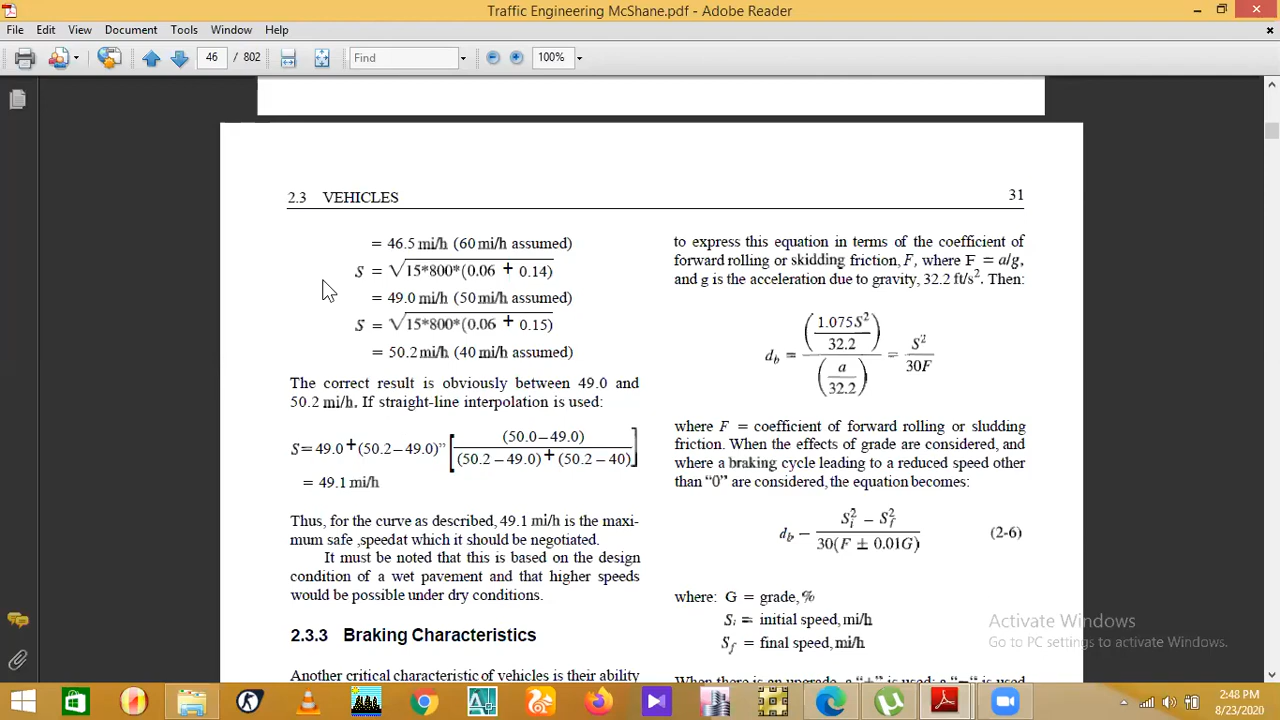 Traffic Engineering McShane.pdf - Adobe Reader
File Edit View Document Tools Window Help
46 / 802 Find 100%
2.3 VEHICLES 31
= 46.5 mi/h (60 mi/h assumed)
S = √15*800*(0.06 + 0.14)
= 49.0 mi/h (50 mi/h assumed)
S = √15*800*(0.06 + 0.15)
= 50.2 mi/h (40 mi/h assumed)
The correct result is obviously between 49.0 and
50.2 mi/h. If straight-line interpolation is used:
S=49.0+(50.2–49.0)" [(50.0–49.0) / (50.2–49.0)+(50.2–40)]
= 49.1 mi/h
Thus, for the curve as described, 49.1 mi/h is the maxi-
mum safe ,speedat which it should be negotiated.
It must be noted that this is based on the design
condition of a wet pavement and that higher speeds
would be possible under dry conditions.
2.3.3 Braking Characteristics
Another critical characteristic of vehicles is their ability
to express this equation in terms of the coefficient of
forward rolling or skidding friction, F, where F = a/g,
and g is the acceleration due to gravity, 32.2 ft/s². Then:
d_b = (1.075S² / 32.2) / (a / 32.2) = S² / 30F
where F = coefficient of forward rolling or sludding
friction. When the effects of grade are considered, and
where a braking cycle leading to a reduced speed other
than “0” are considered, the equation becomes:
d_b – (S_i² – S_f²) / 30(F ± 0.01G) (2-6)
where: G = grade, %
S_i = initial speed, mi/h
S_f = final speed, mi/h
When there is an upgrade, a “+” is used; a “–” is used
Activate Windows
Go to PC settings to activate Windows.
2:48 PM
8/23/2020